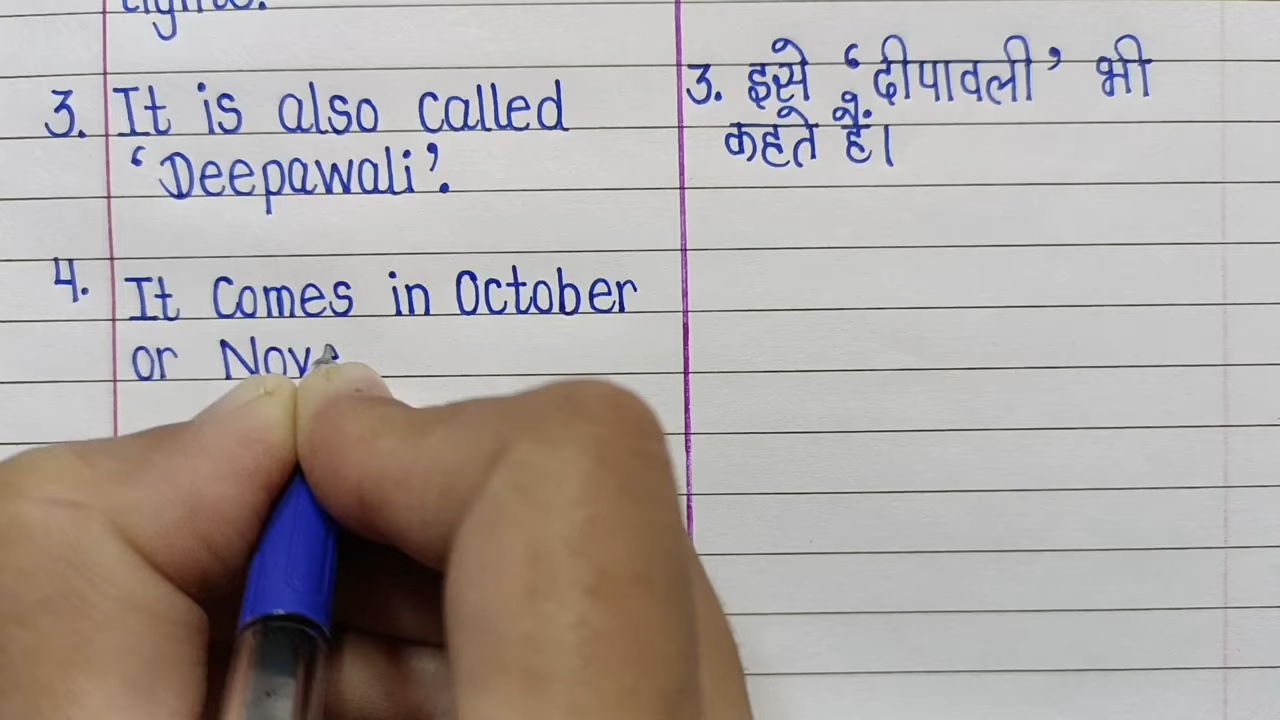 3. It is also called
'Deepawali'.
4. It Comes in October
or Nov
3. इसे 'दीपावली' भी
कहते हैं।